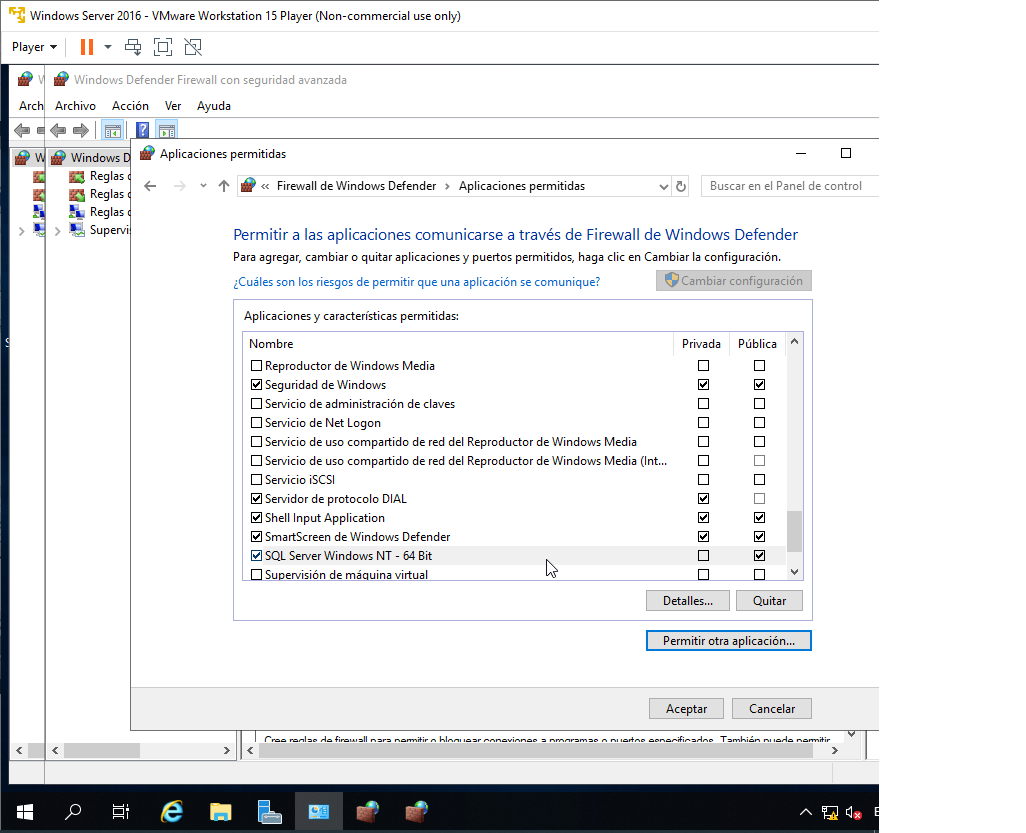 Windows Server 2016 - VMware Workstation 15 Player (Non-commercial use only)
Player
Windows Defender Firewall con seguridad avanzada
Arch
Archivo Acción Ver Ayuda
W
Windows D
Reglas
Reglas
Reglas
Supervi
Aplicaciones permitidas
« Firewall de Windows Defender > Aplicaciones permitidas
Buscar en el Panel de control
Permitir a las aplicaciones comunicarse a través de Firewall de Windows Defender
Para agregar, cambiar o quitar aplicaciones y puertos permitidos, haga clic en Cambiar la configuración.
¿Cuáles son los riesgos de permitir que una aplicación se comunique?
Cambiar configuración
Aplicaciones y características permitidas:
Nombre Privada Pública
Reproductor de Windows Media
Seguridad de Windows
Servicio de administración de claves
Servicio de Net Logon
Servicio de uso compartido de red del Reproductor de Windows Media
Servicio de uso compartido de red del Reproductor de Windows Media (Int...
Servicio iSCSI
Servidor de protocolo DIAL
Shell Input Application
SmartScreen de Windows Defender
SQL Server Windows NT - 64 Bit
Supervisión de máquina virtual
Detalles... Quitar
Permitir otra aplicación...
Aceptar Cancelar
Cree reglas de firewall para permitir o bloquear conexiones a programas o puertos especificados. También puede permitir